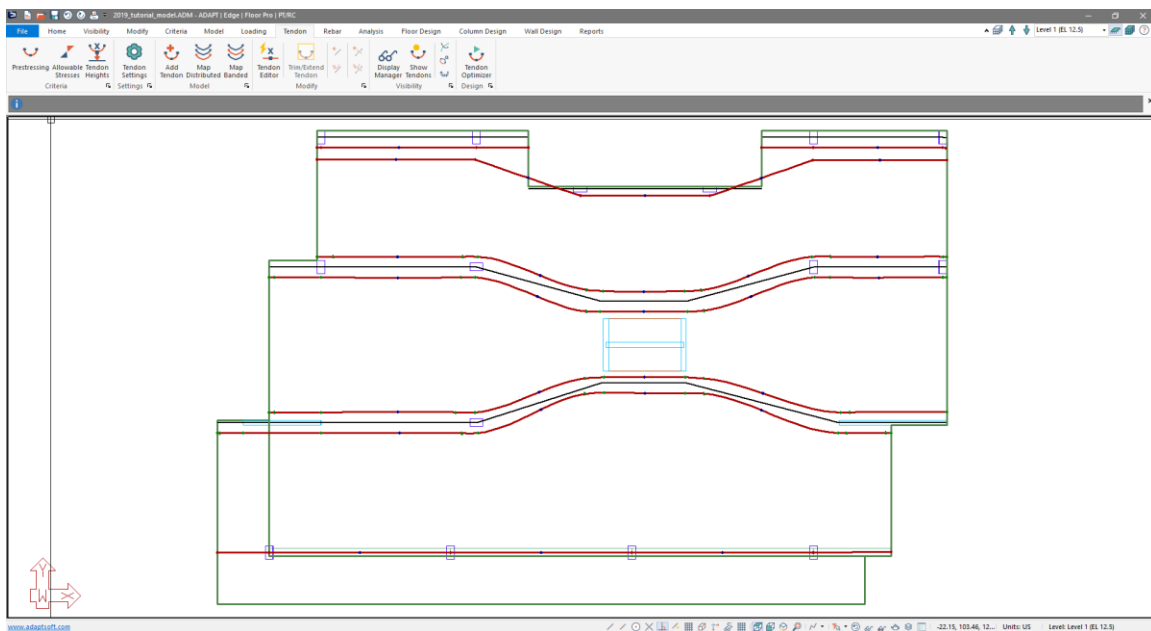 2019_tutorial_model.ADM - ADAPT | Edge | Floor Pro | PT/RC
File Home Visibility Modify Criteria Model Loading Tendon Rebar Analysis Floor Design Column Design Wall Design Reports Level 1 (EL 12.5)
Prestressing Allowable Stresses Tendon Heights Tendon Settings Add Tendon Map Distributed Map Banded Tendon Editor Trim/Extend Tendon Display Manager Show Tendons Tendon Optimizer
Criteria Settings Model Modify Visibility Design
Y
W X
www.adaptsoft.com -22.15, 103.46, 12... Units: US Level: Level 1 (EL 12.5)